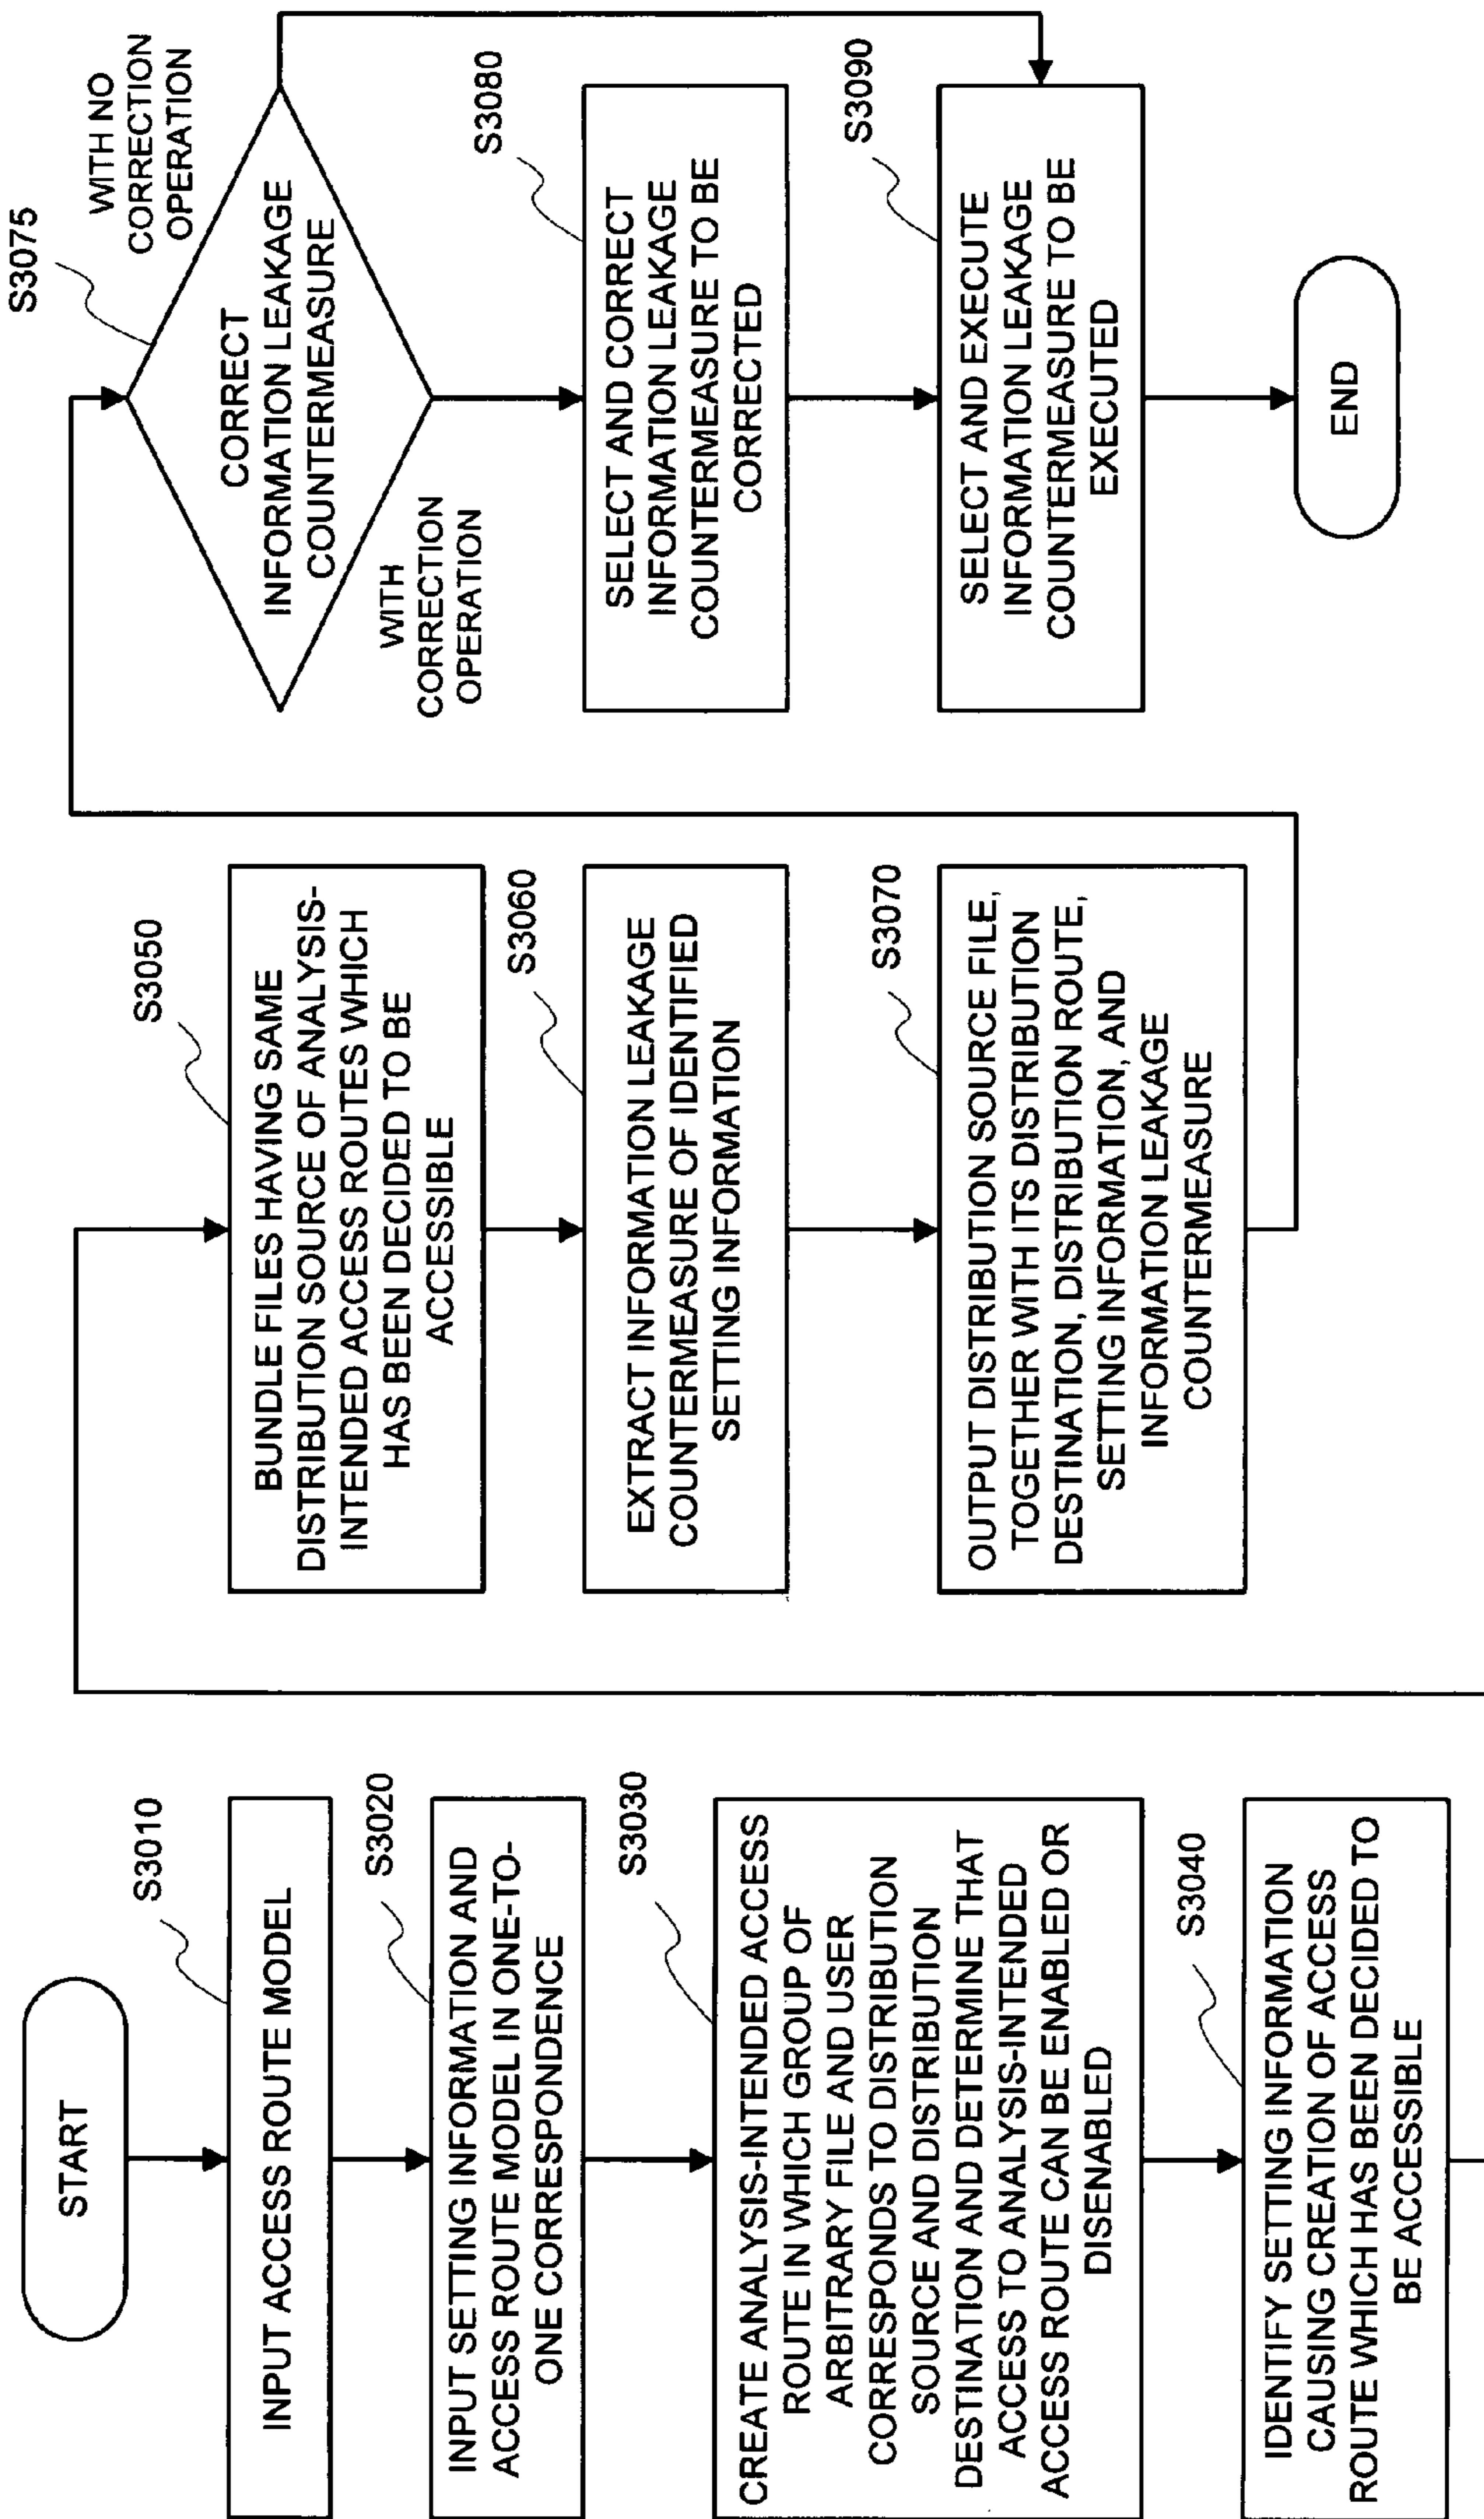 START
S3010
INPUT ACCESS ROUTE MODEL
S3020
INPUT SETTING INFORMATION AND
ACCESS ROUTE MODEL IN ONE-TO-
ONE CORRESPONDENCE
S3030
CREATE ANALYSIS-INTENDED ACCESS
ROUTE IN WHICH GROUP OF
ARBITRARY FILE AND USER
CORRESPONDS TO DISTRIBUTION
SOURCE AND DISTRIBUTION
DESTINATION AND DETERMINE THAT
ACCESS TO ANALYSIS-INTENDED
ACCESS ROUTE CAN BE ENABLED OR
DISENABLED
S3040
IDENTIFY SETTING INFORMATION
CAUSING CREATION OF ACCESS
ROUTE WHICH HAS BEEN DECIDED TO
BE ACCESSIBLE
S3050
BUNDLE FILES HAVING SAME
DISTRIBUTION SOURCE OF ANALYSIS-
INTENDED ACCESS ROUTES WHICH
HAS BEEN DECIDED TO BE
ACCESSIBLE
S3060
EXTRACT INFORMATION LEAKAGE
COUNTERMEASURE OF IDENTIFIED
SETTING INFORMATION
S3070
OUTPUT DISTRIBUTION SOURCE FILE,
TOGETHER WITH ITS DISTRIBUTION
DESTINATION, DISTRIBUTION ROUTE,
SETTING INFORMATION, AND
INFORMATION LEAKAGE
COUNTERMEASURE
S3075
WITH NO
CORRECTION
OPERATION
CORRECT
INFORMATION LEAKAGE
COUNTERMEASURE
WITH
CORRECTION
OPERATION
S3080
SELECT AND CORRECT
INFORMATION LEAKAGE
COUNTERMEASURE TO BE
CORRECTED
S3090
SELECT AND EXECUTE
INFORMATION LEAKAGE
COUNTERMEASURE TO BE
EXECUTED
END